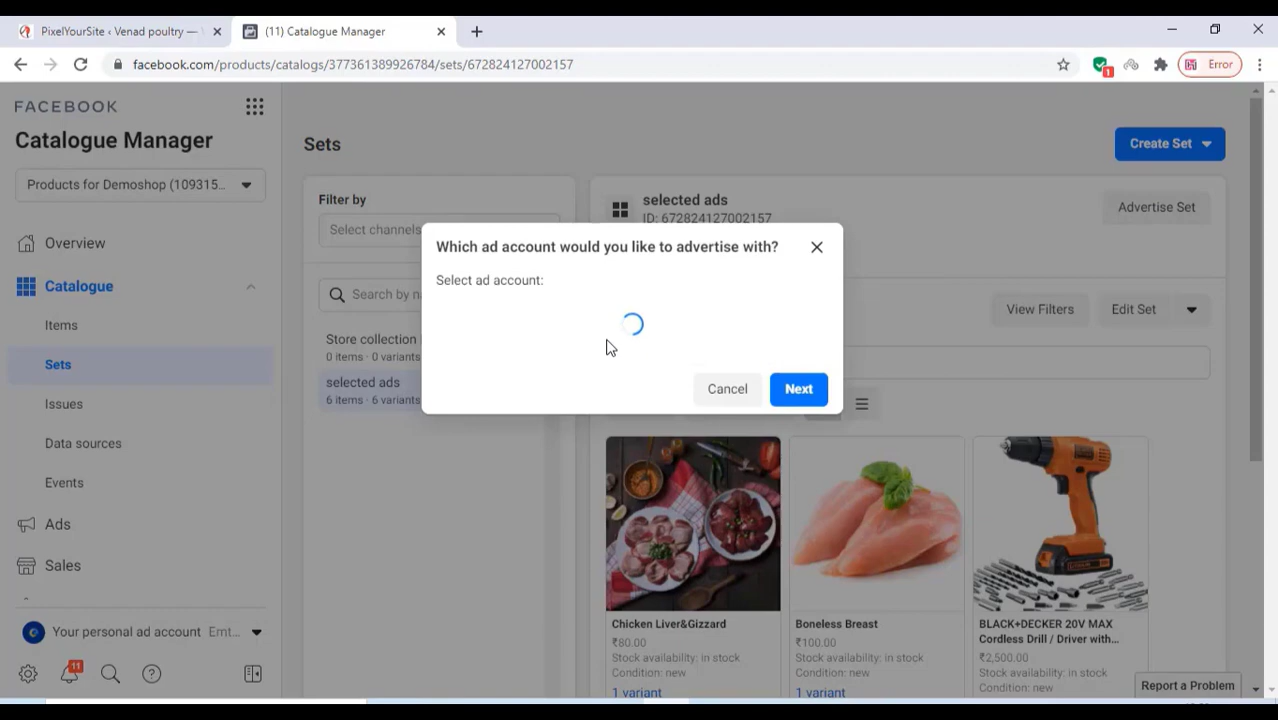 PixelYourSite ‹ Venad poultry —
(11) Catalogue Manager
facebook.com/products/catalogs/377361389926784/sets/672824127002157
1
Error
FACEBOOK
Catalogue Manager
Products for Demoshop (109315...
Overview
Catalogue
Items
Sets
Issues
Data sources
Events
Ads
Sales
Your personal ad account
11
Sets
Create Set
Filter by
Select channels
Search by na
Store collection
0 items · 0 variants
selected ads
6 items · 6 variants
selected ads
ID: 672824127002157
Advertise Set
View Filters
Edit Set
Which ad account would you like to advertise with?
Select ad account:
Cancel
Next
Chicken Liver&Gizzard
₹80.00
Stock availability: in stock
Condition: new
1 variant
Boneless Breast
₹100.00
Stock availability: in stock
Condition: new
1 variant
BLACK+DECKER 20V MAX
Cordless Drill / Driver with...
₹2,500.00
Stock availability: in stock
Condition: new
Report a Problem